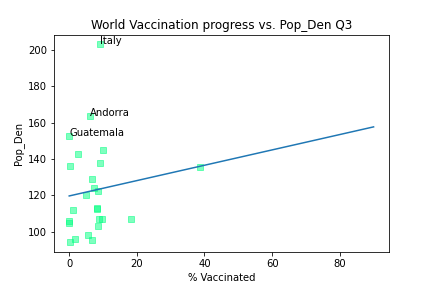 World Vaccination progress vs. Pop_Den Q3
Italy
200
180
Andorra
160
Guatemala
Pop_Den
140
120
100
0 20 40 60 80
% Vaccinated